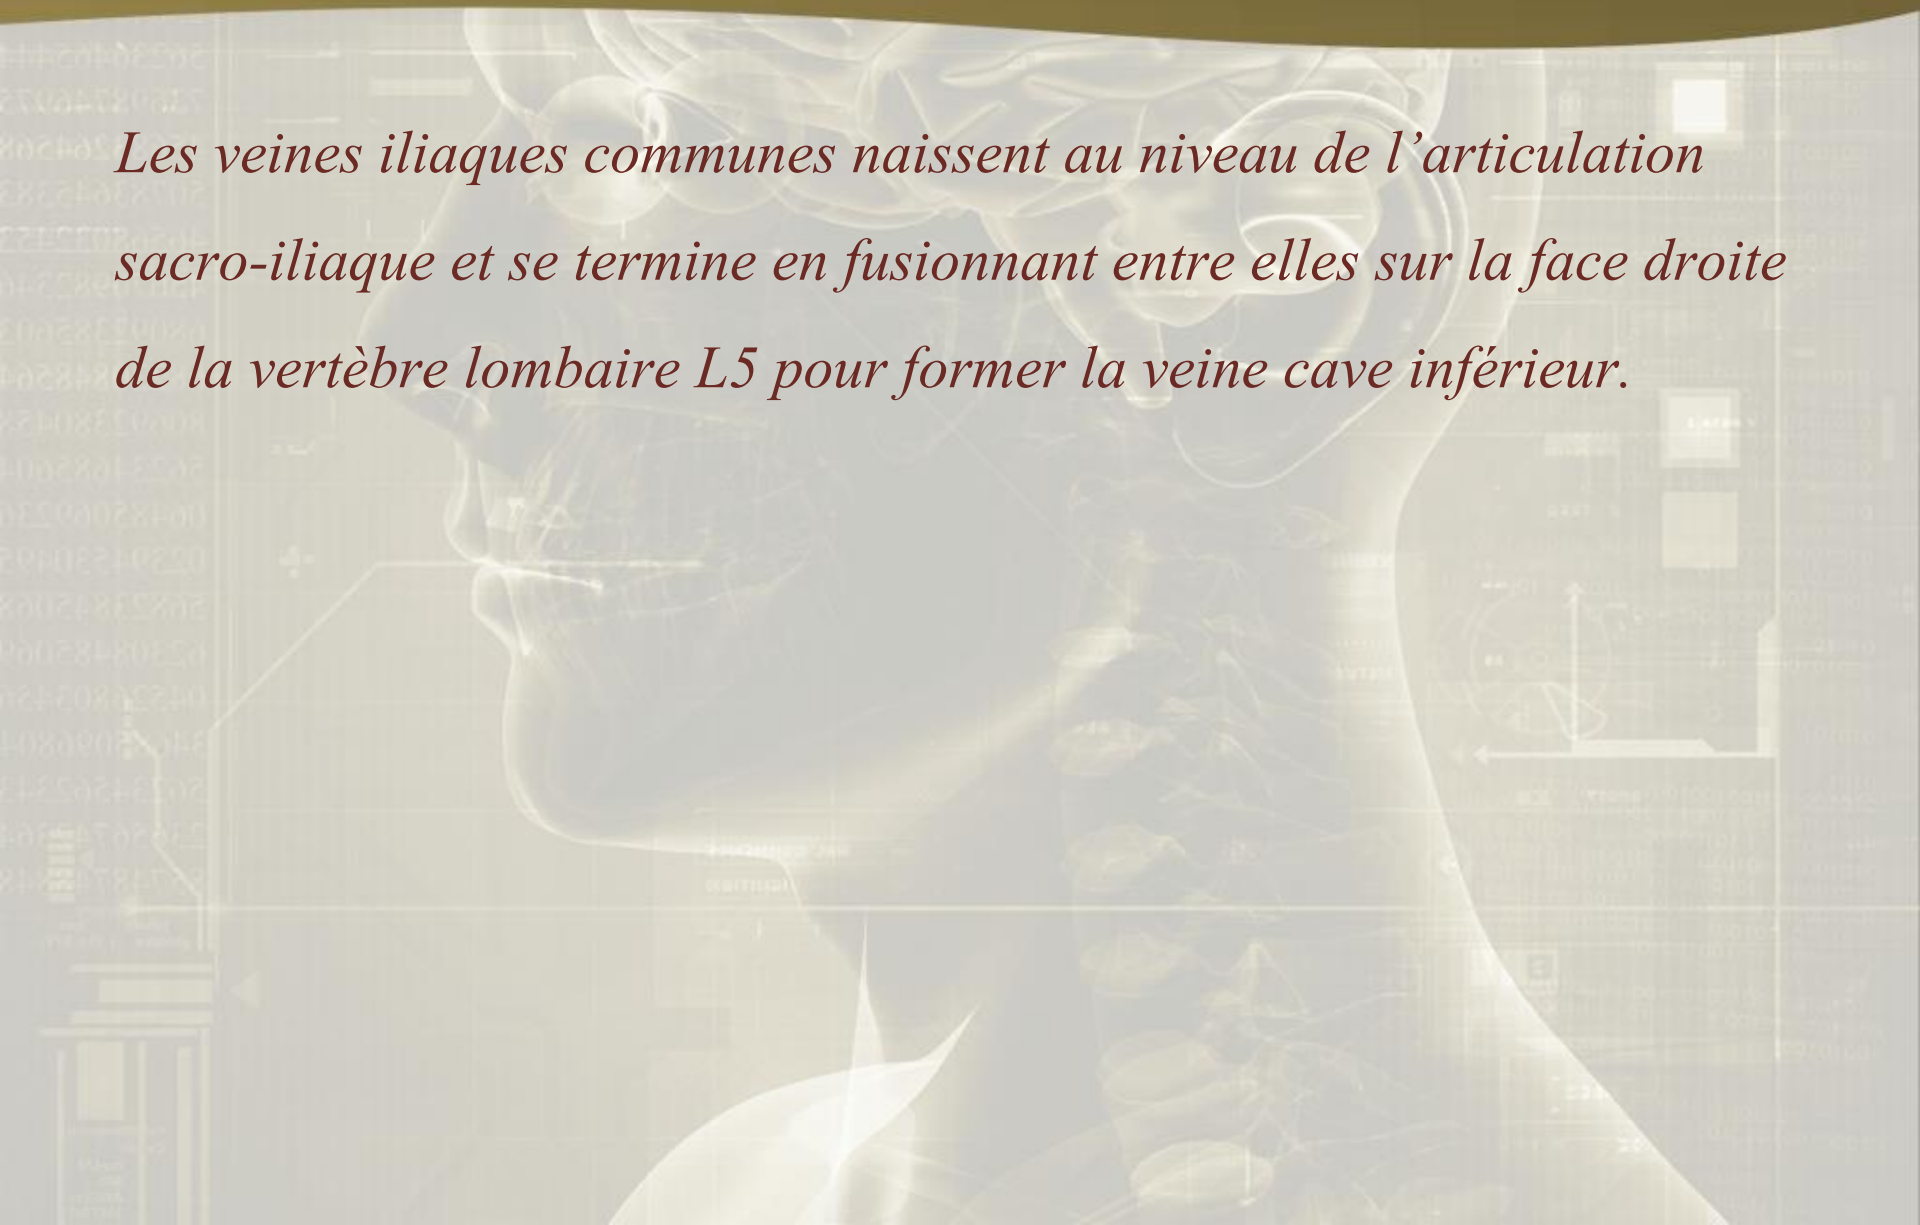 Les veines iliaques communes naissent au niveau de l’articulation
sacro-iliaque et se termine en fusionnant entre elles sur la face droite
de la vertèbre lombaire L5 pour former la veine cave inférieur.